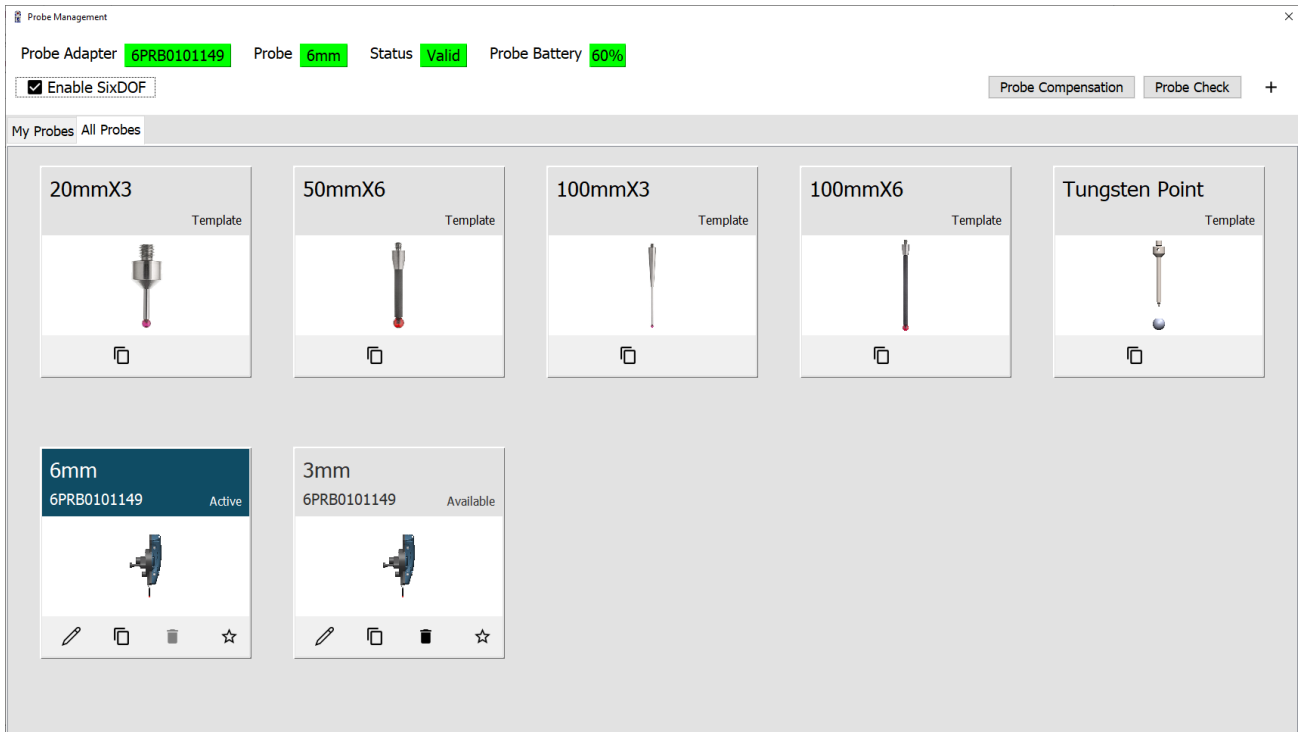 Probe Management
Probe Adapter 6PRB0101149 Probe 6mm Status Valid Probe Battery 60%
Enable SixDOF Probe Compensation Probe Check +
My Probes All Probes
20mmX3 50mmX6 100mmX3 100mmX6 Tungsten Point
Template Template Template Template Template
6mm 3mm
6PRB0101149 Active 6PRB0101149 Available